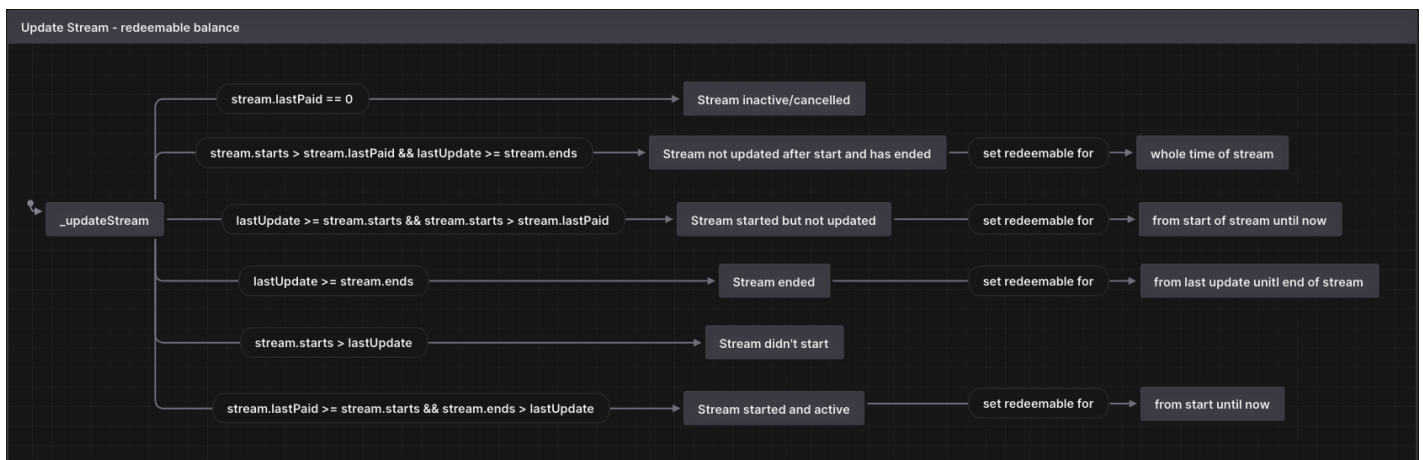 Update Stream - redeemable balance
stream.lastPaid == 0
Stream inactive/cancelled
stream.starts > stream.lastPaid && lastUpdate >= stream.ends
Stream not updated after start and has ended
set redeemable for
whole time of stream
_updateStream
lastUpdate >= stream.starts && stream.starts > stream.lastPaid
Stream started but not updated
set redeemable for
from start of stream until now
lastUpdate >= stream.ends
Stream ended
set redeemable for
from last update unitl end of stream
stream.starts > lastUpdate
Stream didn't start
stream.lastPaid >= stream.starts && stream.ends > lastUpdate
Stream started and active
set redeemable for
from start until now